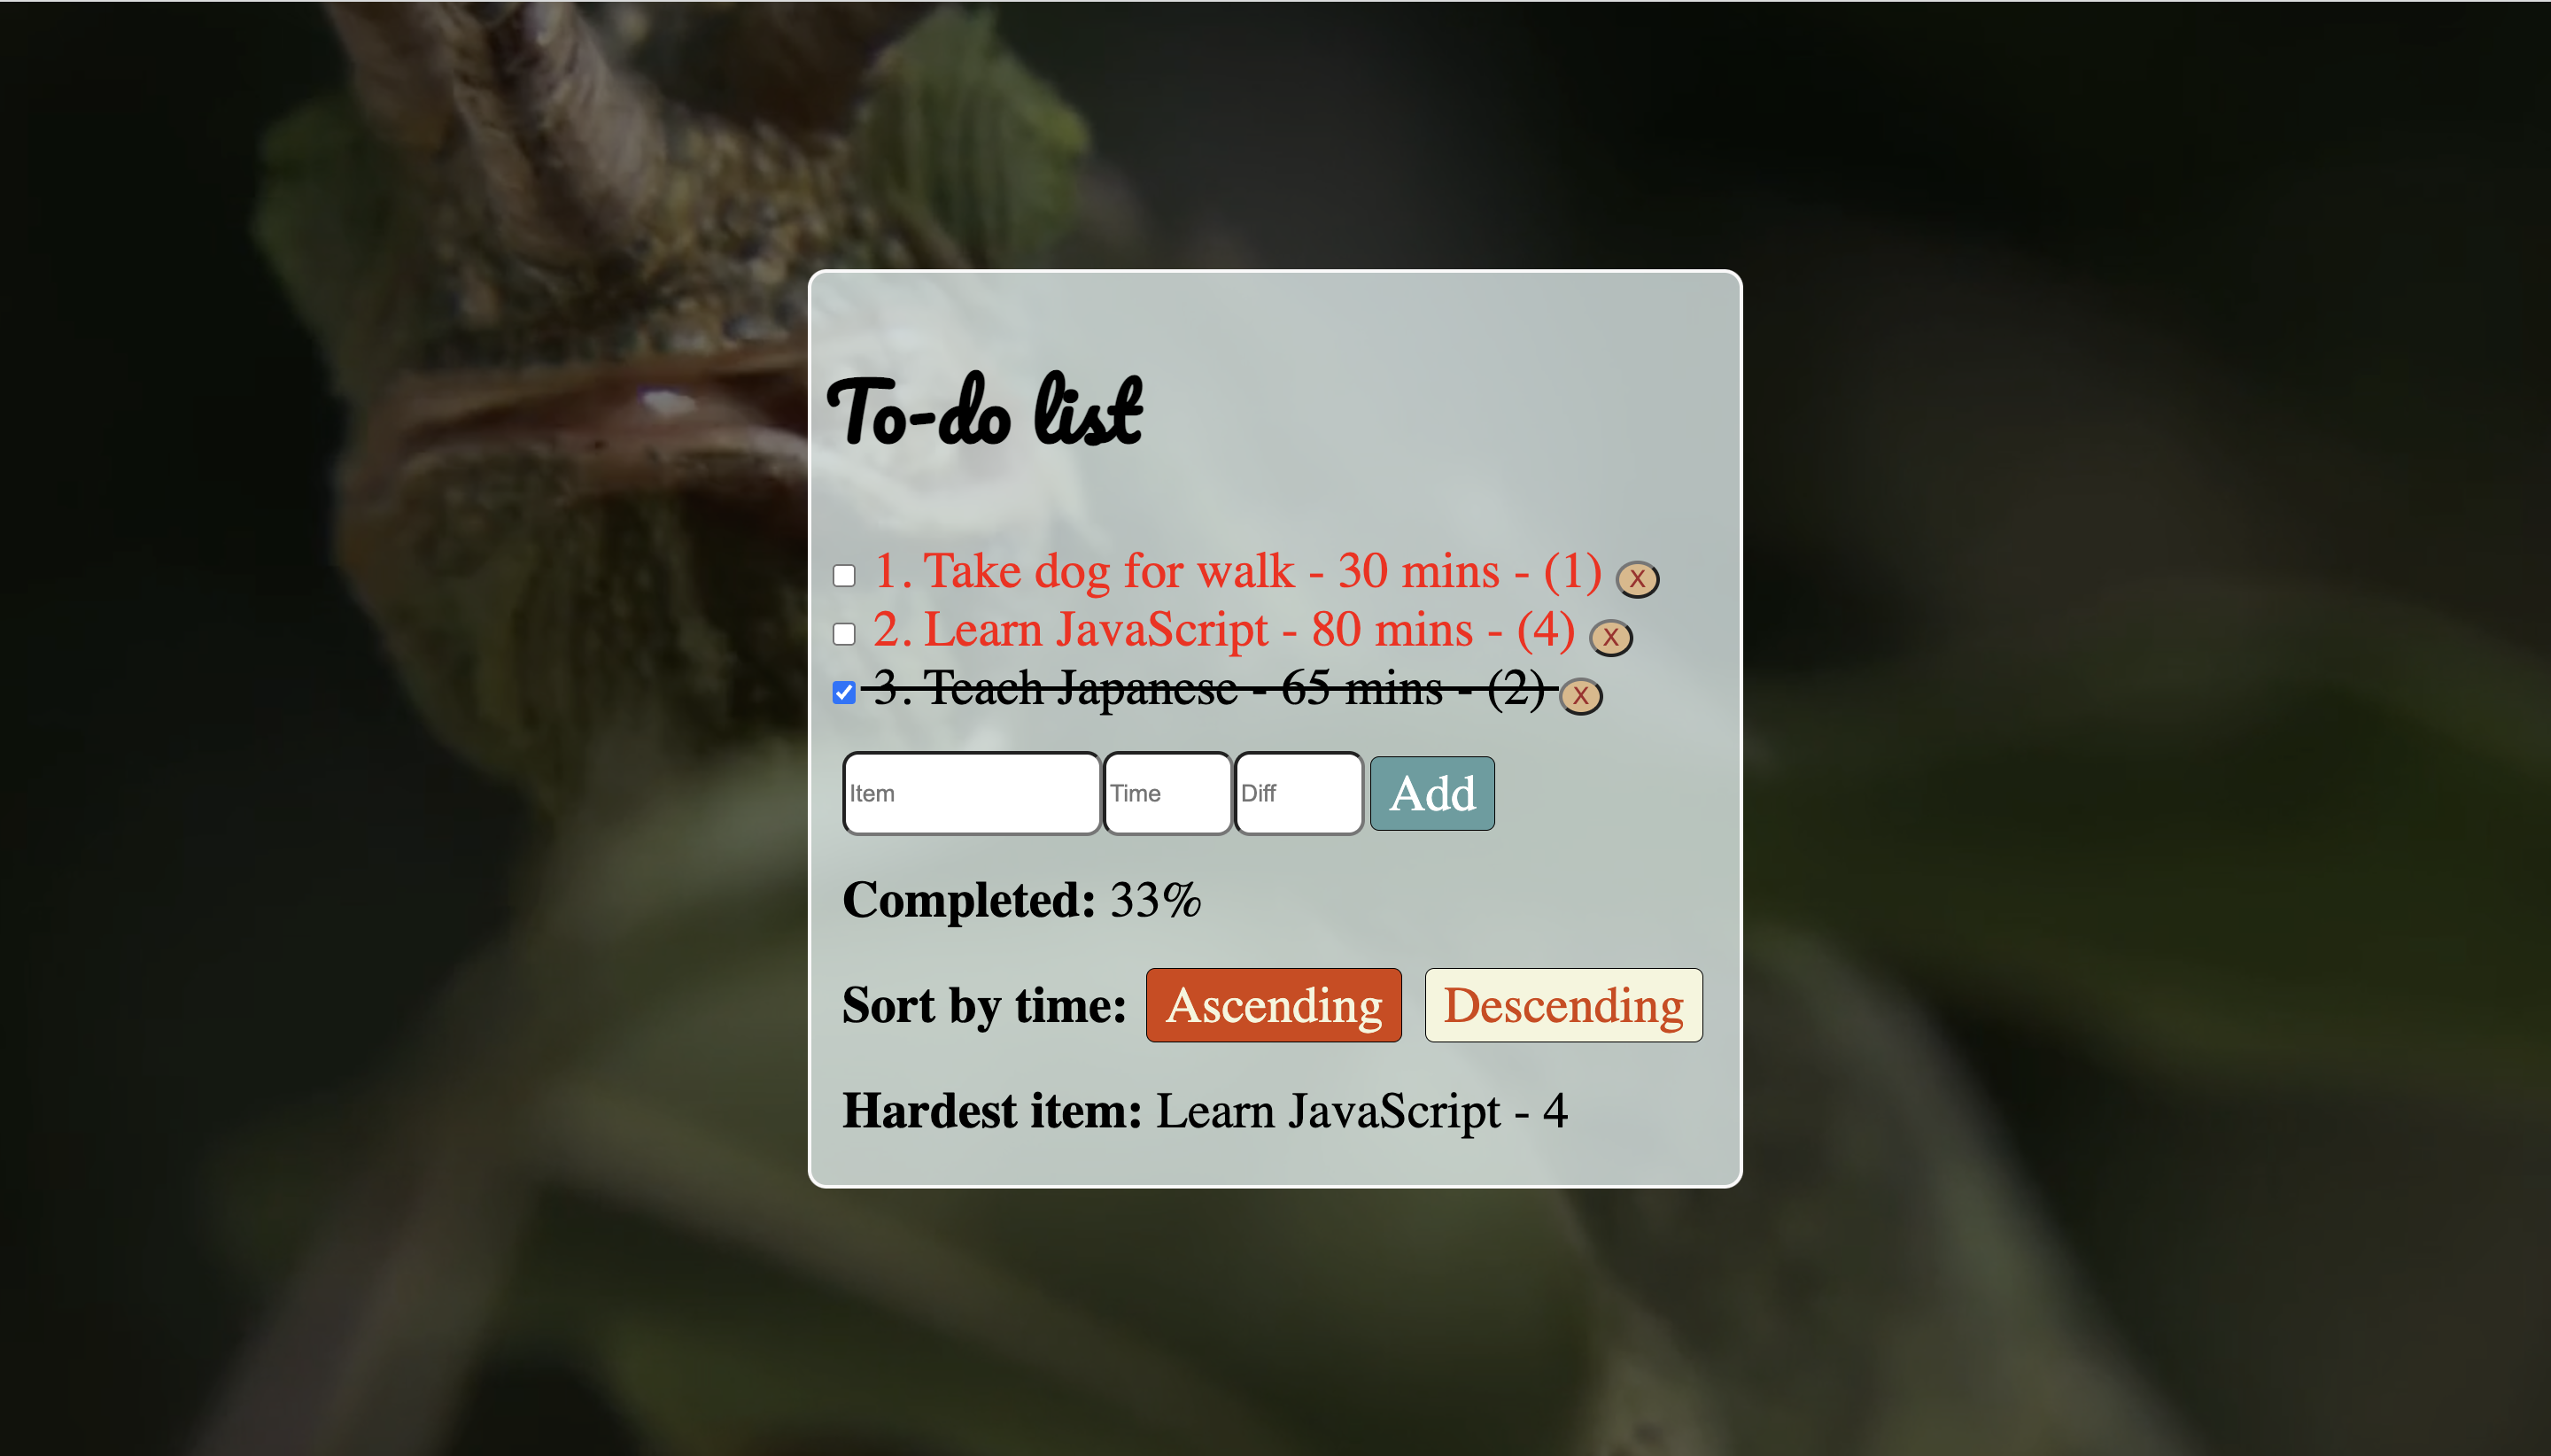 To-do list
1. Take dog for walk - 30 mins - (1) X
2. Learn JavaScript - 80 mins - (4) X
3. Teach Japanese - 65 mins - (2) X
Item Time Diff Add
Completed: 33%
Sort by time: Ascending Descending
Hardest item: Learn JavaScript - 4